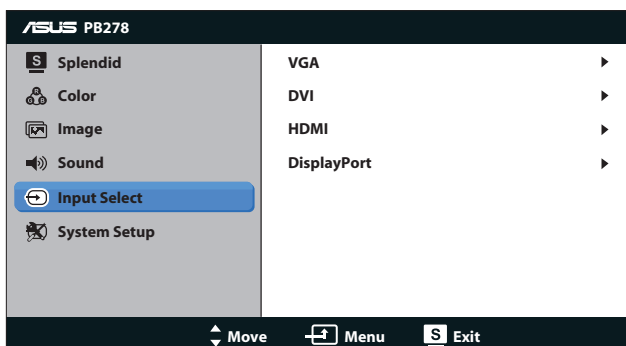 ASUS PB278
S Splendid
Color
Image
Sound
Input Select
System Setup
VGA
DVI
HDMI
DisplayPort
Move Menu S Exit